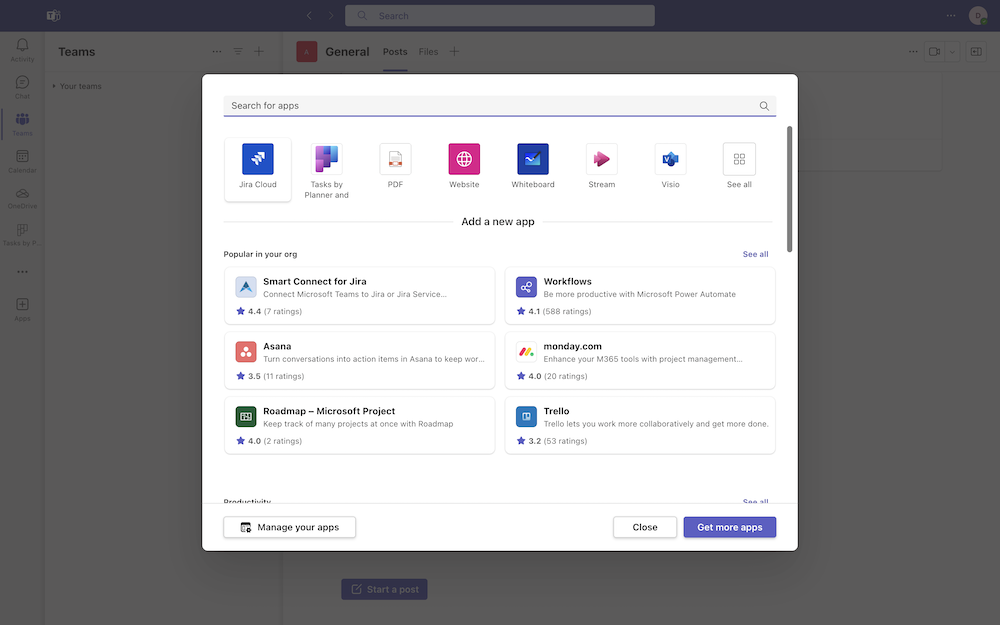 Search
D
Activity
Chat
Teams
Calendar
OneDrive
Tasks by P...
Apps
Teams
Your teams
A
General
Posts
Files
Search for apps
Jira Cloud
Tasks by
Planner and
PDF
Website
Whiteboard
Stream
Visio
See all
Add a new app
Popular in your org
See all
Smart Connect for Jira
Connect Microsoft Teams to Jira or Jira Service...
4.4 (7 ratings)
Workflows
Be more productive with Microsoft Power Automate
4.1 (588 ratings)
Asana
Turn conversations into action items in Asana to keep wor...
3.5 (11 ratings)
monday.com
Enhance your M365 tools with project management...
4.0 (20 ratings)
Roadmap – Microsoft Project
Keep track of many projects at once with Roadmap
4.0 (2 ratings)
Trello
Trello lets you work more collaboratively and get more done.
3.2 (53 ratings)
Productivity
See all
Manage your apps
Close
Get more apps
Start a post